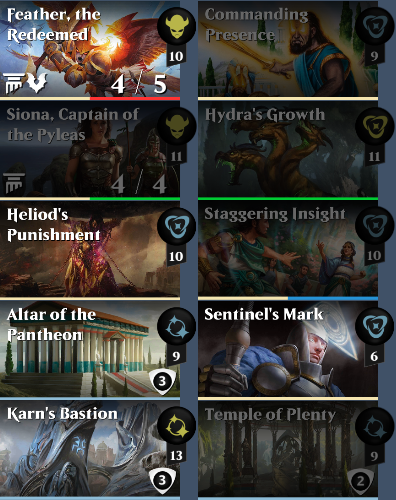 Feather, the
Redeemed
10
4 / 5
Commanding
Presence
9
Siona, Captain of
the Pyleas
11
4 / 4
Hydra's Growth
11
Heliod's
Punishment
10
Staggering Insight
10
Altar of the
Pantheon
9
3
Sentinel's Mark
6
Karn's Bastion
13
3
Temple of Plenty
9
2